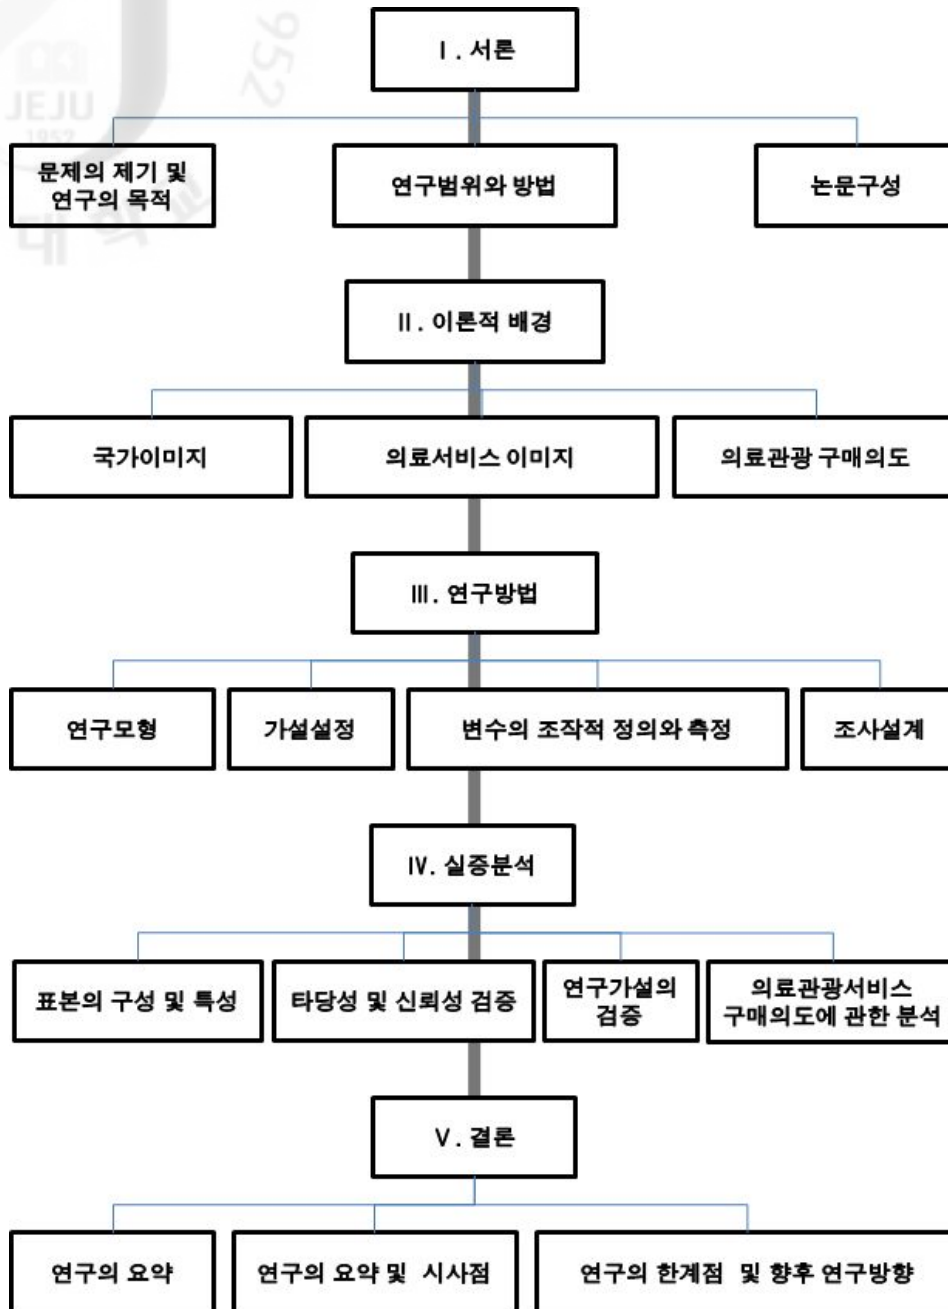 JEJU
1952
952
대학교
Ⅰ. 서론
문제의 제기 및
연구의 목적
연구범위와 방법
논문구성
Ⅱ. 이론적 배경
국가이미지
의료서비스 이미지
의료관광 구매의도
Ⅲ. 연구방법
연구모형
가설설정
변수의 조작적 정의와 측정
조사설계
Ⅳ. 실증분석
표본의 구성 및 특성
타당성 및 신뢰성 검증
연구가설의
검증
의료관광서비스
구매의도에 관한 분석
Ⅴ. 결론
연구의 요약
연구의 요약 및 시사점
연구의 한계점 및 향후 연구방향